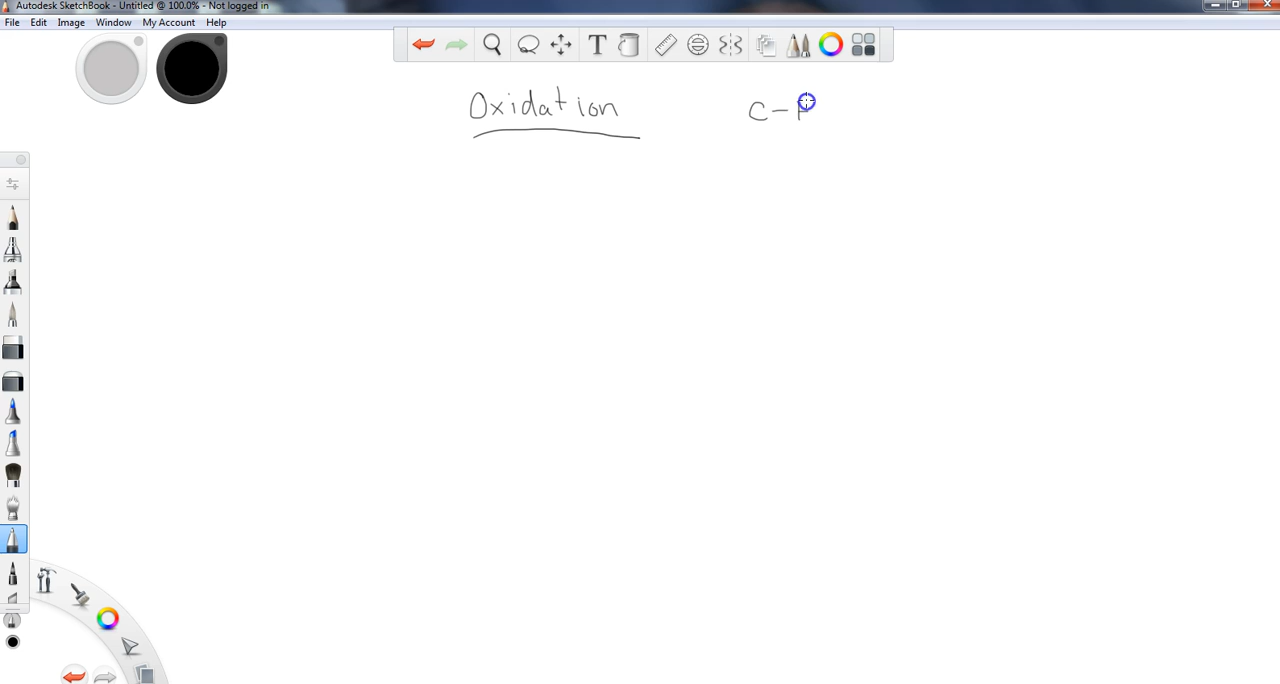 Autodesk SketchBook - Untitled @ 100.0% - Not logged in
File Edit Image Window My Account Help
T
Oxidation C-